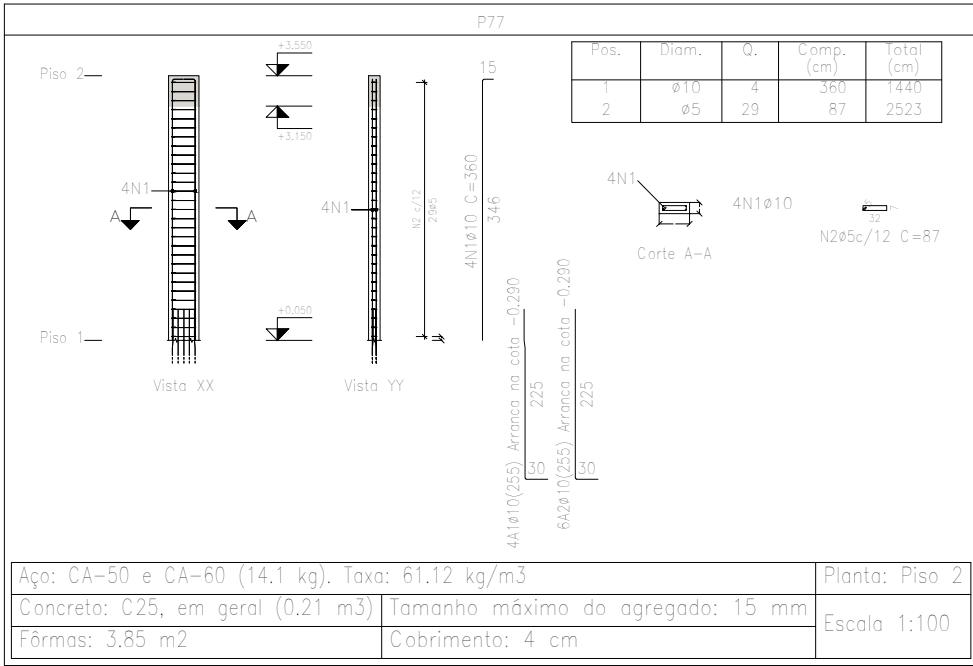 P77
+3.550
Piso 2
+3.150
4N1
A
A
+0.050
Piso 1
Vista XX
4N1
Vista YY
N2 c/12
29ø5
15
4N1ø10 C=360
346
4A1ø10(255) Arranca na cota -0.290
225
30
6A2ø10(255) Arranca na cota -0.290
225
30
Pos. Diam. Q. Comp. (cm) Total (cm)
1 ø10 4 360 1440
2 ø5 29 87 2523
4N1
4N1ø10
Corte A-A
32
7
N2ø5c/12 C=87
Aço: CA-50 e CA-60 (14.1 kg). Taxa: 61.12 kg/m3
Planta: Piso 2
Concreto: C25, em geral (0.21 m3)
Tamanho máximo do agregado: 15 mm
Escala 1:100
Fôrmas: 3.85 m2
Cobrimento: 4 cm